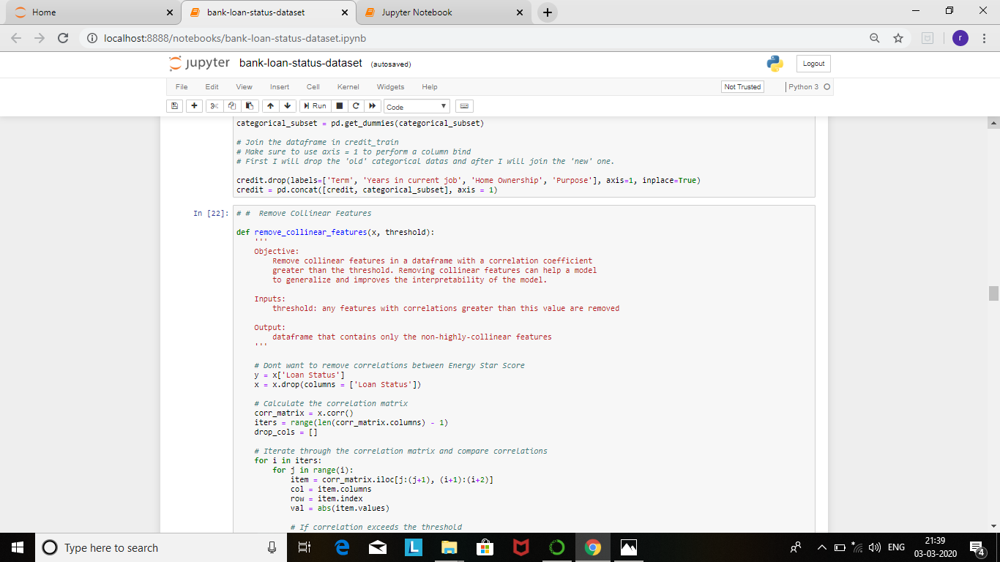 Home
bank-loan-status-dataset
Jupyter Notebook
localhost:8888/notebooks/bank-loan-status-dataset.ipynb
r
jupyter bank-loan-status-dataset (autosaved)
Logout
File Edit View Insert Cell Kernel Widgets Help
Not Trusted
Python 3
Run
Code
categorical_subset = pd.get_dummies(categorical_subset)
# Join the dataframe in credit_train
# Make sure to use axis = 1 to perform a column bind
# First I will drop the 'old' categorical datas and after I will join the 'new' one.
credit.drop(labels=['Term', 'Years in current job', 'Home Ownership', 'Purpose'], axis=1, inplace=True)
credit = pd.concat([credit, categorical_subset], axis = 1)
In [22]:
# #  Remove Collinear Features
def remove_collinear_features(x, threshold):
    '''
    Objective:
        Remove collinear features in a dataframe with a correlation coefficient
        greater than the threshold. Removing collinear features can help a model
        to generalize and improves the interpretability of the model.
    Inputs:
        threshold: any features with correlations greater than this value are removed
    Output:
        dataframe that contains only the non-highly-collinear features
    '''
    # Dont want to remove correlations between Energy Star Score
    y = x['Loan Status']
    x = x.drop(columns = ['Loan Status'])
    # Calculate the correlation matrix
    corr_matrix = x.corr()
    iters = range(len(corr_matrix.columns) - 1)
    drop_cols = []
    # Iterate through the correlation matrix and compare correlations
    for i in iters:
        for j in range(i):
            item = corr_matrix.iloc[j:(j+1), (i+1):(i+2)]
            col = item.columns
            row = item.index
            val = abs(item.values)
            # If correlation exceeds the threshold
Type here to search
L
ENG
21:39
03-03-2020
4